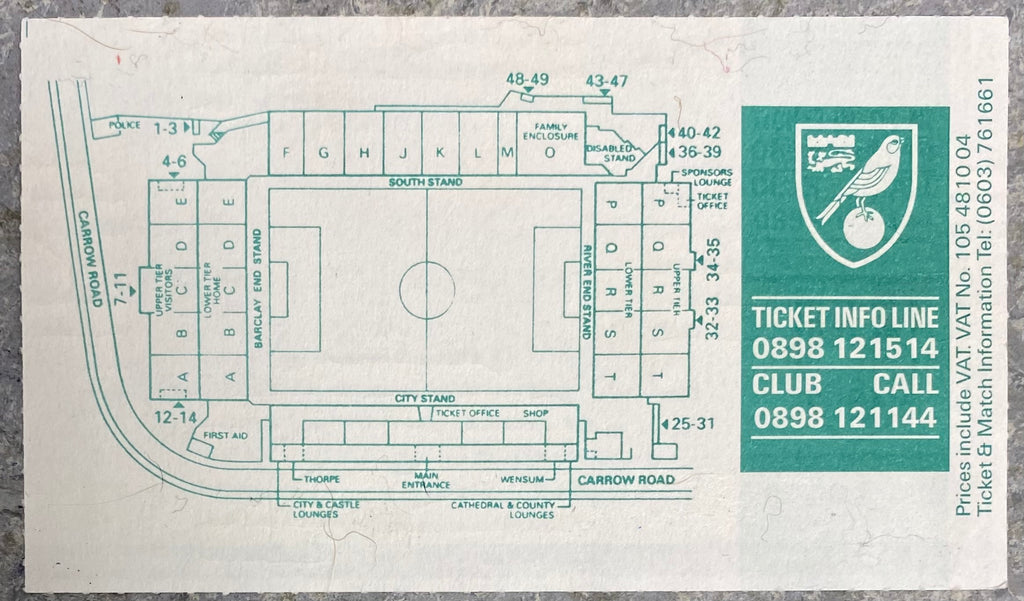 48-49
43-47
POLICE
1-3
40-42
36-39
FAMILY
ENCLOSURE
F G H J K L M O
DISABLED
STAND
4-6
SOUTH STAND
SPONSORS
LOUNGE
TICKET
OFFICE
CARROW ROAD
7-11
UPPER TIER
VISITORS
E D C B A
LOWER TIER
HOME
E D C B A
BARCLAY END STAND
RIVER END STAND
P Q R S T
LOWER TIER
P Q R S T
UPPER TIER
34-35
32-33
12-14
CITY STAND
TICKET OFFICE SHOP
25-31
FIRST AID
THORPE
MAIN
ENTRANCE
WENSUM
CARROW ROAD
CITY & CASTLE
LOUNGES
CATHEDRAL & COUNTY
LOUNGES
TICKET INFO LINE
0898 121514
CLUB CALL
0898 121144
Prices include VAT. VAT No. 105 4810 04
Ticket & Match Information Tel: (0603) 761661